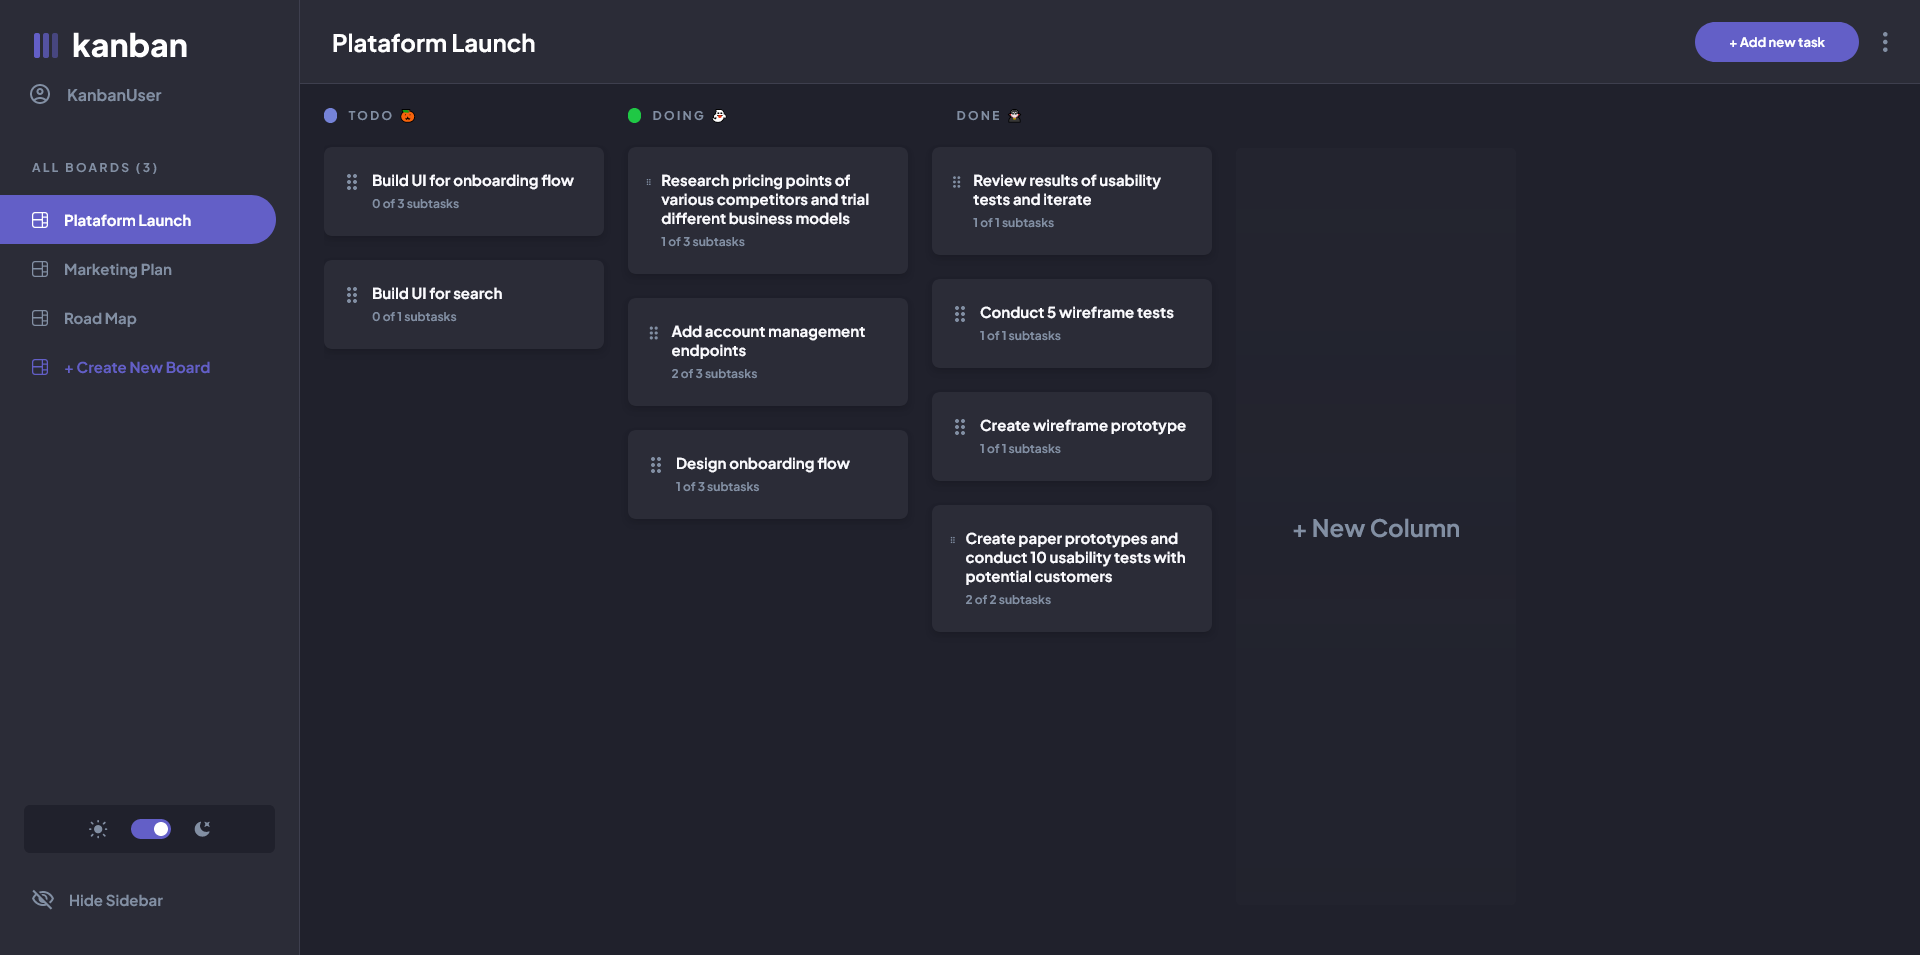 kanban
KanbanUser
ALL BOARDS (3)
Plataform Launch
Marketing Plan
Road Map
+ Create New Board
Hide Sidebar
Plataform Launch
+ Add new task
TODO 🎃
Build UI for onboarding flow
0 of 3 subtasks
Build UI for search
0 of 1 subtasks
DOING 👻
Research pricing points of
various competitors and trial
different business models
1 of 3 subtasks
Add account management
endpoints
2 of 3 subtasks
Design onboarding flow
1 of 3 subtasks
DONE
Review results of usability
tests and iterate
1 of 1 subtasks
Conduct 5 wireframe tests
1 of 1 subtasks
Create wireframe prototype
1 of 1 subtasks
Create paper prototypes and
conduct 10 usability tests with
potential customers
2 of 2 subtasks
+ New Column